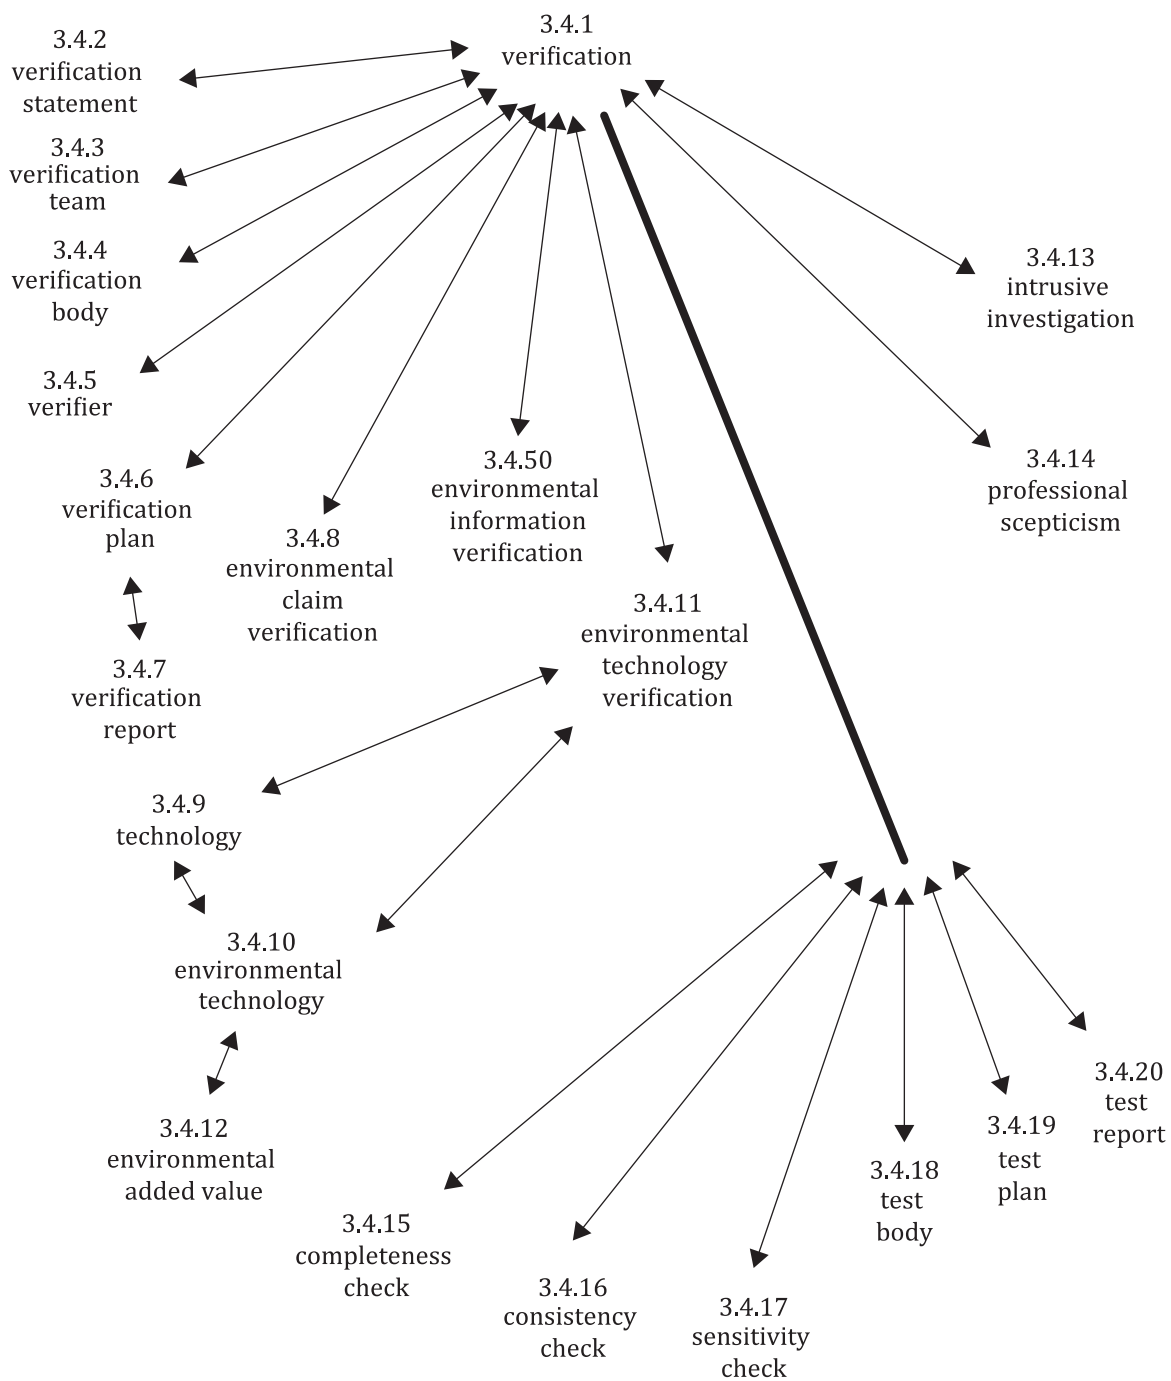 3.4.1
verification
3.4.2
verification
statement
3.4.3
verification
team
3.4.4
verification
body
3.4.5
verifier
3.4.6
verification
plan
3.4.7
verification
report
3.4.8
environmental
claim
verification
3.4.50
environmental
information
verification
3.4.11
environmental
technology
verification
3.4.13
intrusive
investigation
3.4.14
professional
scepticism
3.4.9
technology
3.4.10
environmental
technology
3.4.12
environmental
added value
3.4.15
completeness
check
3.4.16
consistency
check
3.4.17
sensitivity
check
3.4.18
test
body
3.4.19
test
plan
3.4.20
test
report